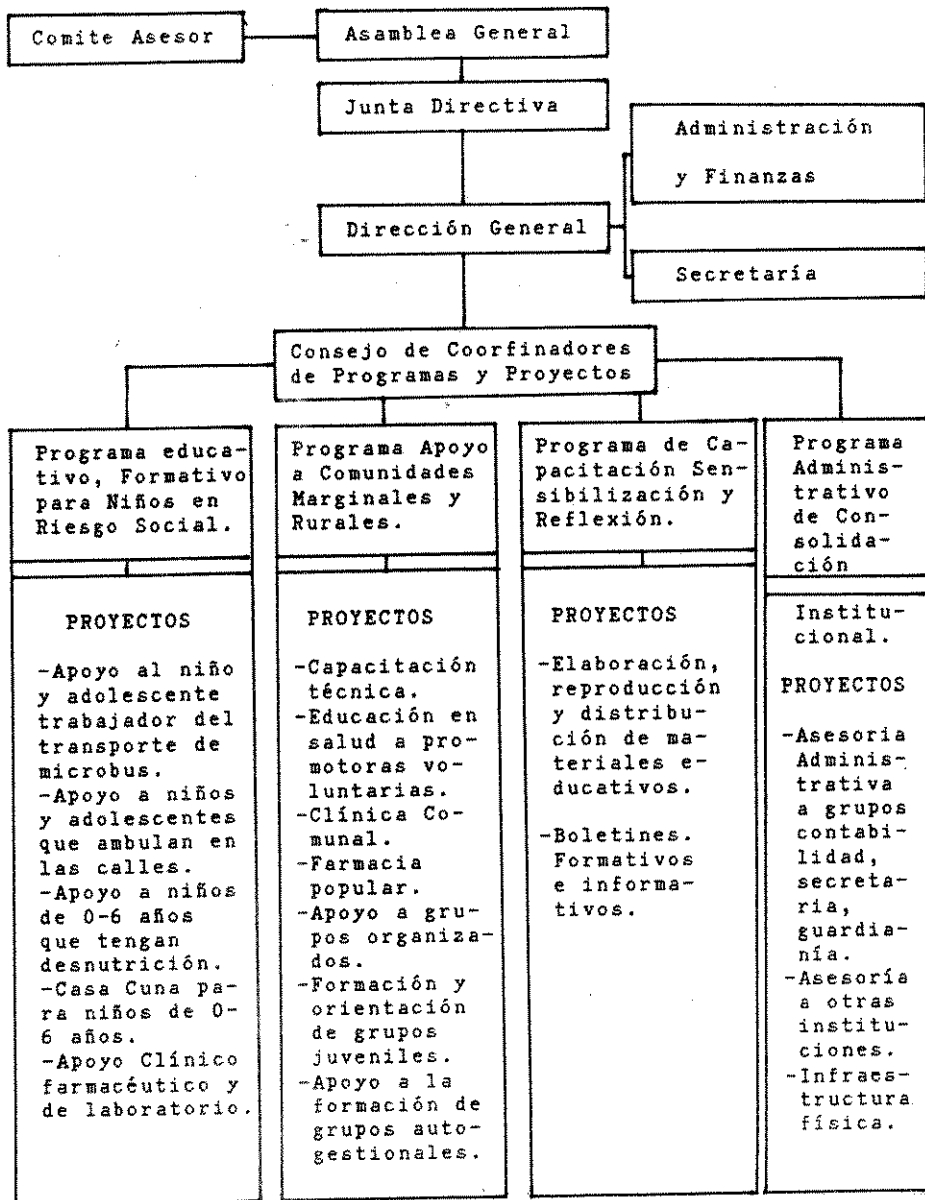 Comite Asesor
Asamblea General
Junta Directiva
Administración
y Finanzas
Dirección General
Secretaría
Consejo de Coorfinadores
de Programas y Proyectos
Programa educa-
tivo, Formativo
para Niños en
Riesgo Social.
PROYECTOS
-Apoyo al niño
y adolescente
trabajador del
transporte de
microbus.
-Apoyo a niños
y adolescentes
que ambulan en
las calles.
-Apoyo a niños
de 0-6 años
que tengan
desnutrición.
-Casa Cuna pa
ra niños de 0-
6 años.
-Apoyo Clínico
farmacéutico y
de laboratorio.
Programa Apoyo
a Comunidades
Marginales y
Rurales.
PROYECTOS
-Capacitación
técnica.
-Educación en
salud a pro-
motoras vo-
luntarias.
-Clínica Co-
munal.
-Farmacia
popular.
-Apoyo a gru-
pos organiza-
dos.
-Formación y
orientación
de grupos
juveniles.
-Apoyo a la
formación de
grupos auto-
gestionales.
Programa de Ca-
pacitación Sen-
sibilización y
Reflexión.
PROYECTOS
-Elaboración,
reproducción
y distribu-
ción de ma-
teriales e-
ducativos.
-Boletines.
Formativos
e informa-
tivos.
Programa
Adminis-
trativo
de Con-
solida-
ción
Institu-
cional.
PROYECTOS
-Asesoria
Adminis-
trativa
a grupos
contabi-
lidad,
secreta-
ria,
guardia-
nía.
-Asesoría
a otras
institu-
ciones.
-Infraes-
tructura
física.